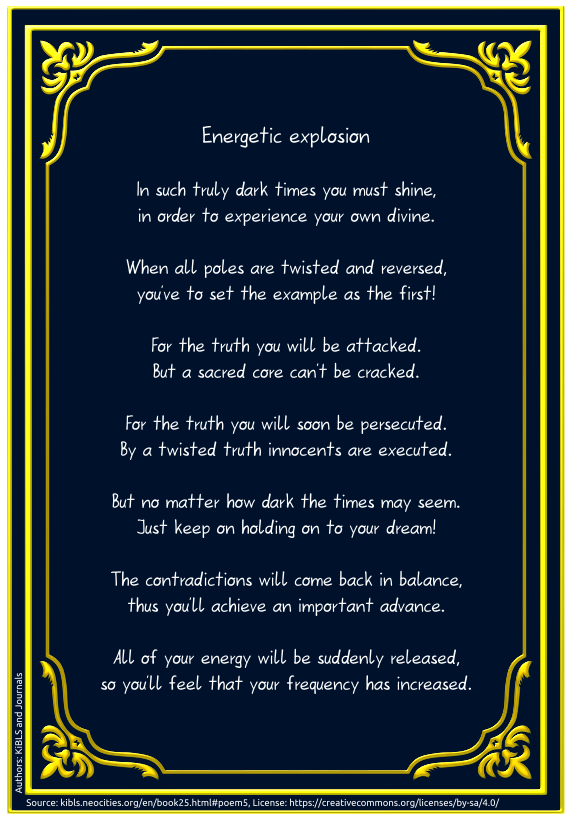 Energetic explosion
In such truly dark times you must shine,
in order to experience your own divine.
When all poles are twisted and reversed,
you've to set the example as the first!
For the truth you will be attacked.
But a sacred core can't be cracked.
For the truth you will soon be persecuted.
By a twisted truth innocents are executed.
But no matter how dark the times may seem.
Just keep on holding on to your dream!
The contradictions will come back in balance,
thus you'll achieve an important advance.
All of your energy will be suddenly released,
so you'll feel that your frequency has increased.
Authors: KiBLS and Journals
Source: kibls.neocities.org/en/book25.html#poem5, License: https://creativecommons.org/licenses/by-sa/4.0/